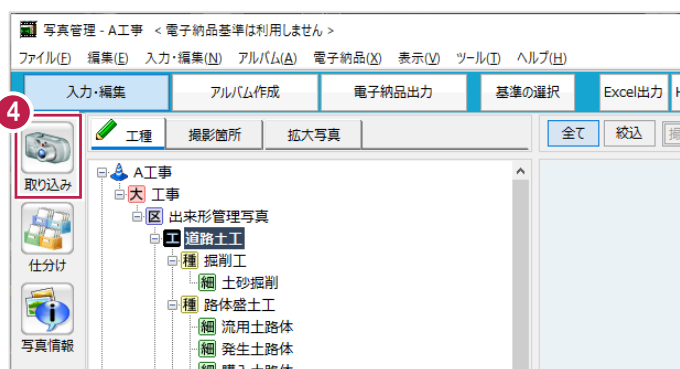 写真管理 - A工事 < 電子納品基準は利用しません >
ファイル(F) 編集(E) 入力・編集(N) アルバム(A) 電子納品(X) 表示(V) ツール(T) ヘルプ(H)
入力・編集 アルバム作成 電子納品出力 基準の選択 Excel出力 H
4
工種 撮影箇所 拡大写真 全て 絞込 撮
取り込み
仕分け
写真情報
A工事
大 工事
区 出来形管理写真
工 道路土工
種 掘削工
細 土砂掘削
種 路体盛土工
細 流用土路体
細 発生土路体
細 購入土路体